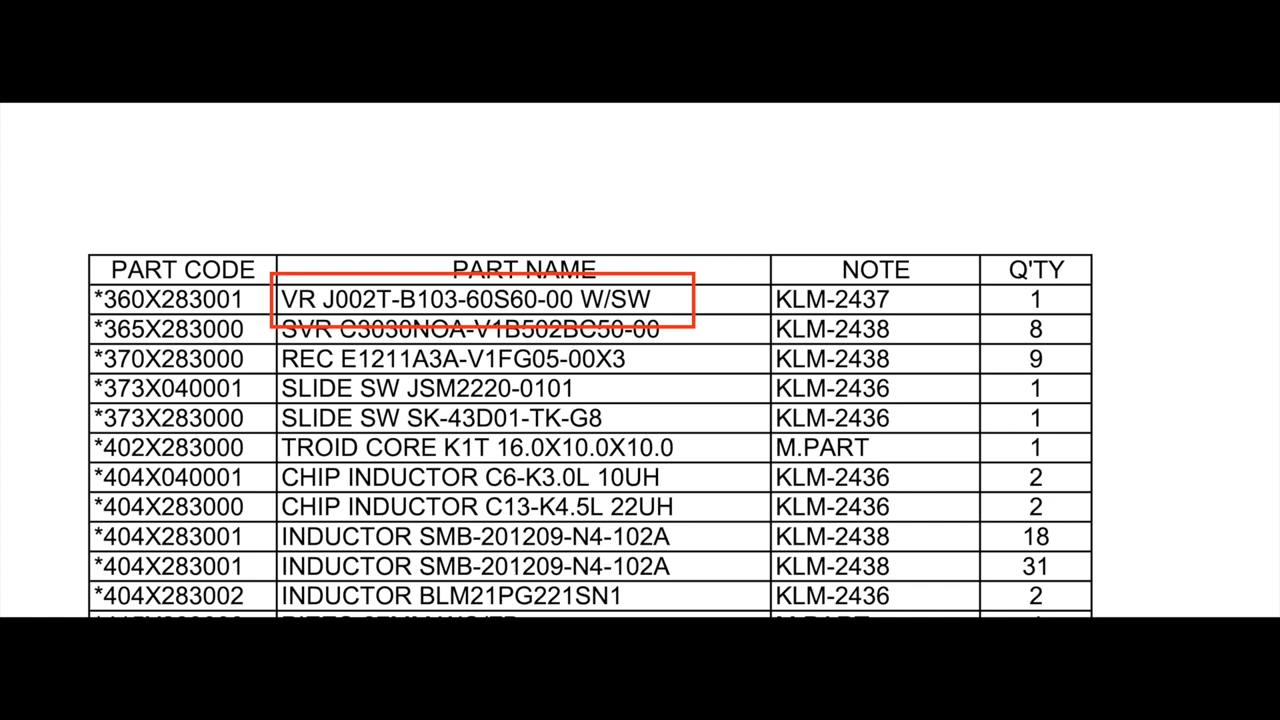 PART CODE PART NAME NOTE Q'TY
*360X283001 VR J002T-B103-60S60-00 W/SW KLM-2437 1
*365X283000 SVR C3030NOA-V1B502BC50-00 KLM-2438 8
*370X283000 REC E1211A3A-V1FG05-00X3 KLM-2438 9
*373X040001 SLIDE SW JSM2220-0101 KLM-2436 1
*373X283000 SLIDE SW SK-43D01-TK-G8 KLM-2436 1
*402X283000 TROID CORE K1T 16.0X10.0X10.0 M.PART 1
*404X040001 CHIP INDUCTOR C6-K3.0L 10UH KLM-2436 2
*404X283000 CHIP INDUCTOR C13-K4.5L 22UH KLM-2436 2
*404X283001 INDUCTOR SMB-201209-N4-102A KLM-2438 18
*404X283001 INDUCTOR SMB-201209-N4-102A KLM-2438 31
*404X283002 INDUCTOR BLM21PG221SN1 KLM-2436 2